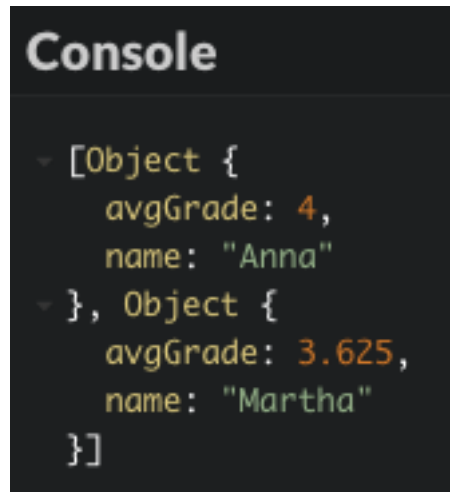 Console
[Object {
avgGrade: 4,
name: "Anna"
}, Object {
avgGrade: 3.625,
name: "Martha"
}]